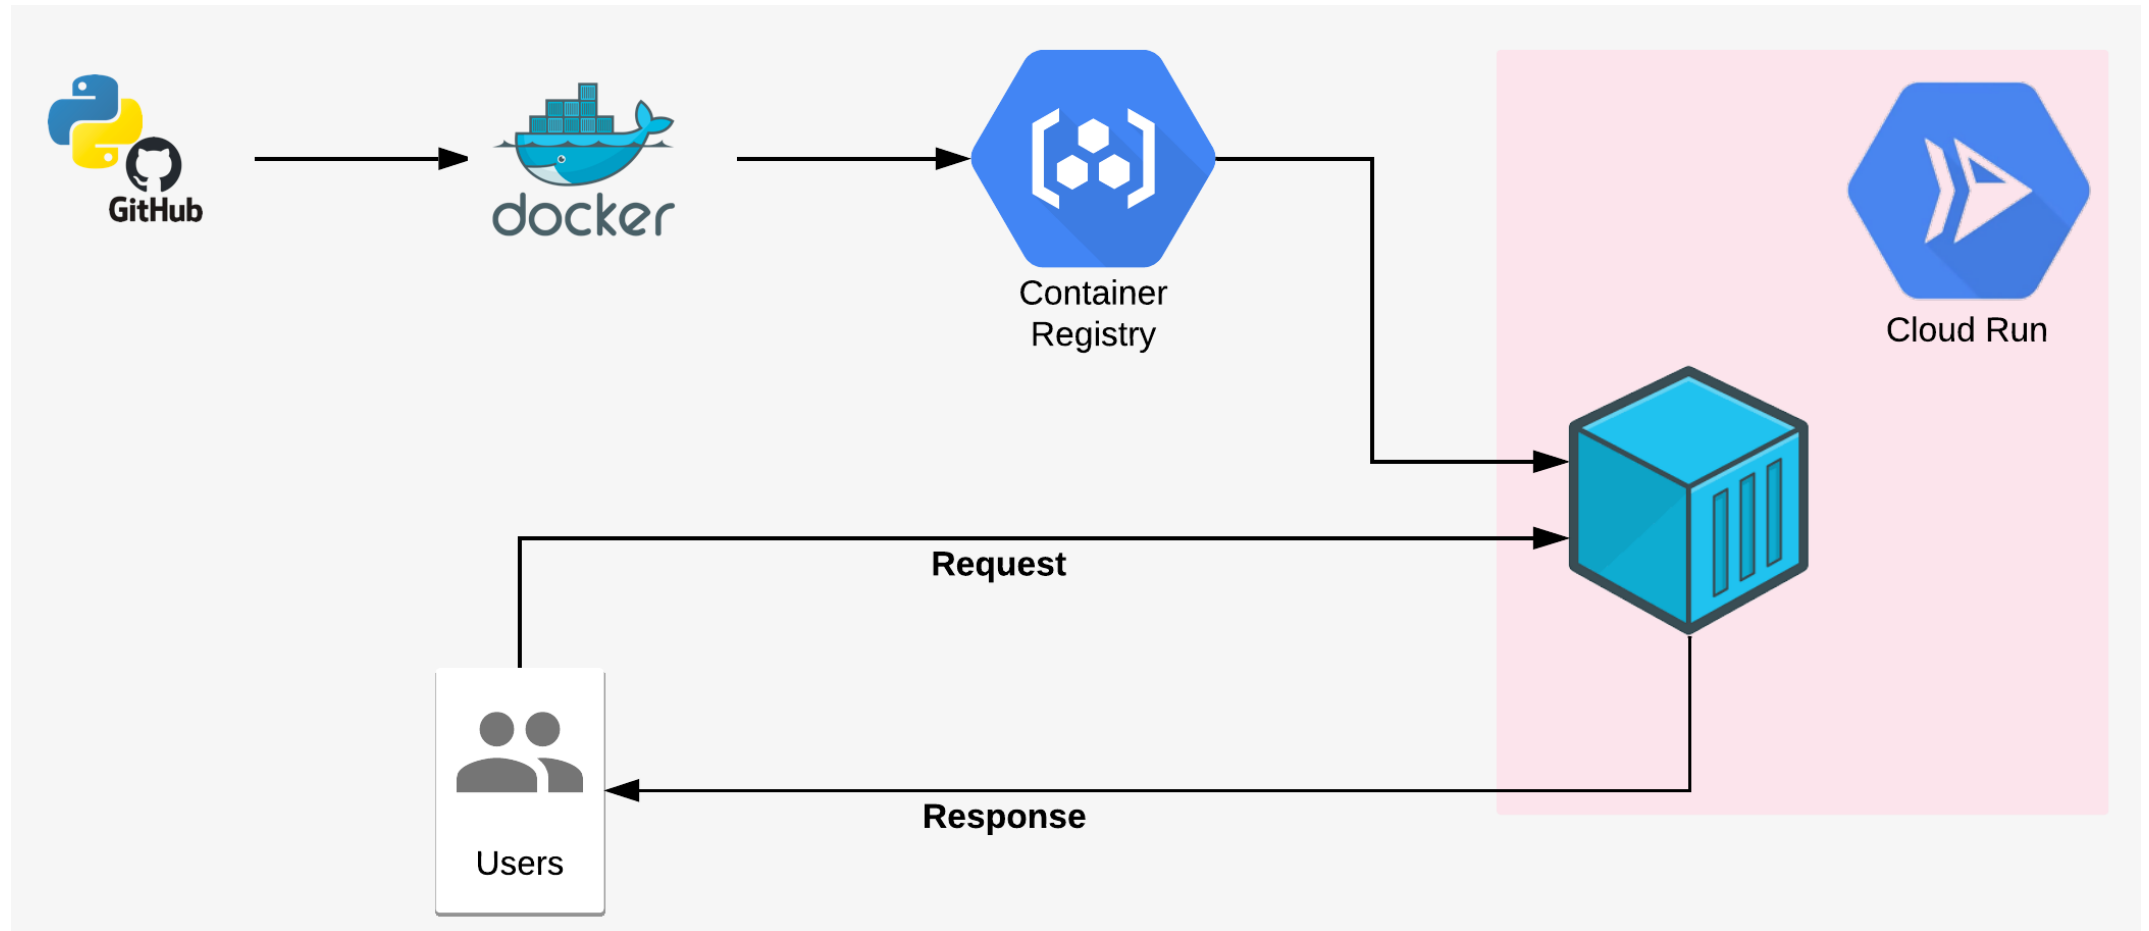 GitHub
docker
Container
Registry
Cloud Run
Request
Response
Users